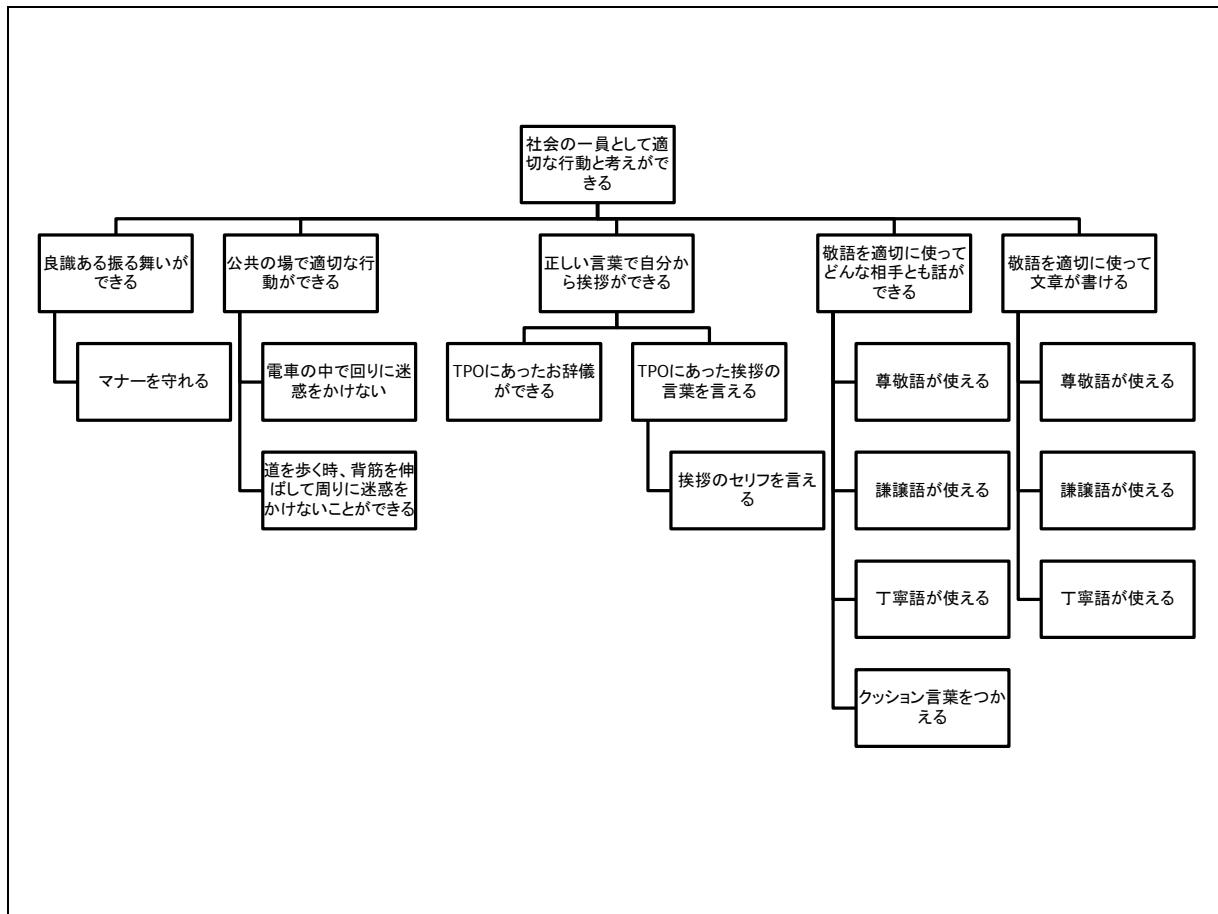 社会の一員として適
切な行動と考えがで
きる
良識ある振る舞いが
できる
公共の場で適切な行
動ができる
正しい言葉で自分か
ら挨拶ができる
敬語を適切に使って
どんな相手とも話が
できる
敬語を適切に使って
文章が書ける
マナーを守れる
電車の中で回りに迷
惑をかけない
TPOにあったお辞儀
ができる
TPOにあった挨拶の
言葉を言える
尊敬語が使える
尊敬語が使える
道を歩く時、背筋を伸
ばして周りに迷惑を
かけないことができる
挨拶のセリフを言え
る
謙譲語が使える
謙譲語が使える
丁寧語が使える
丁寧語が使える
クッション言葉をつか
える